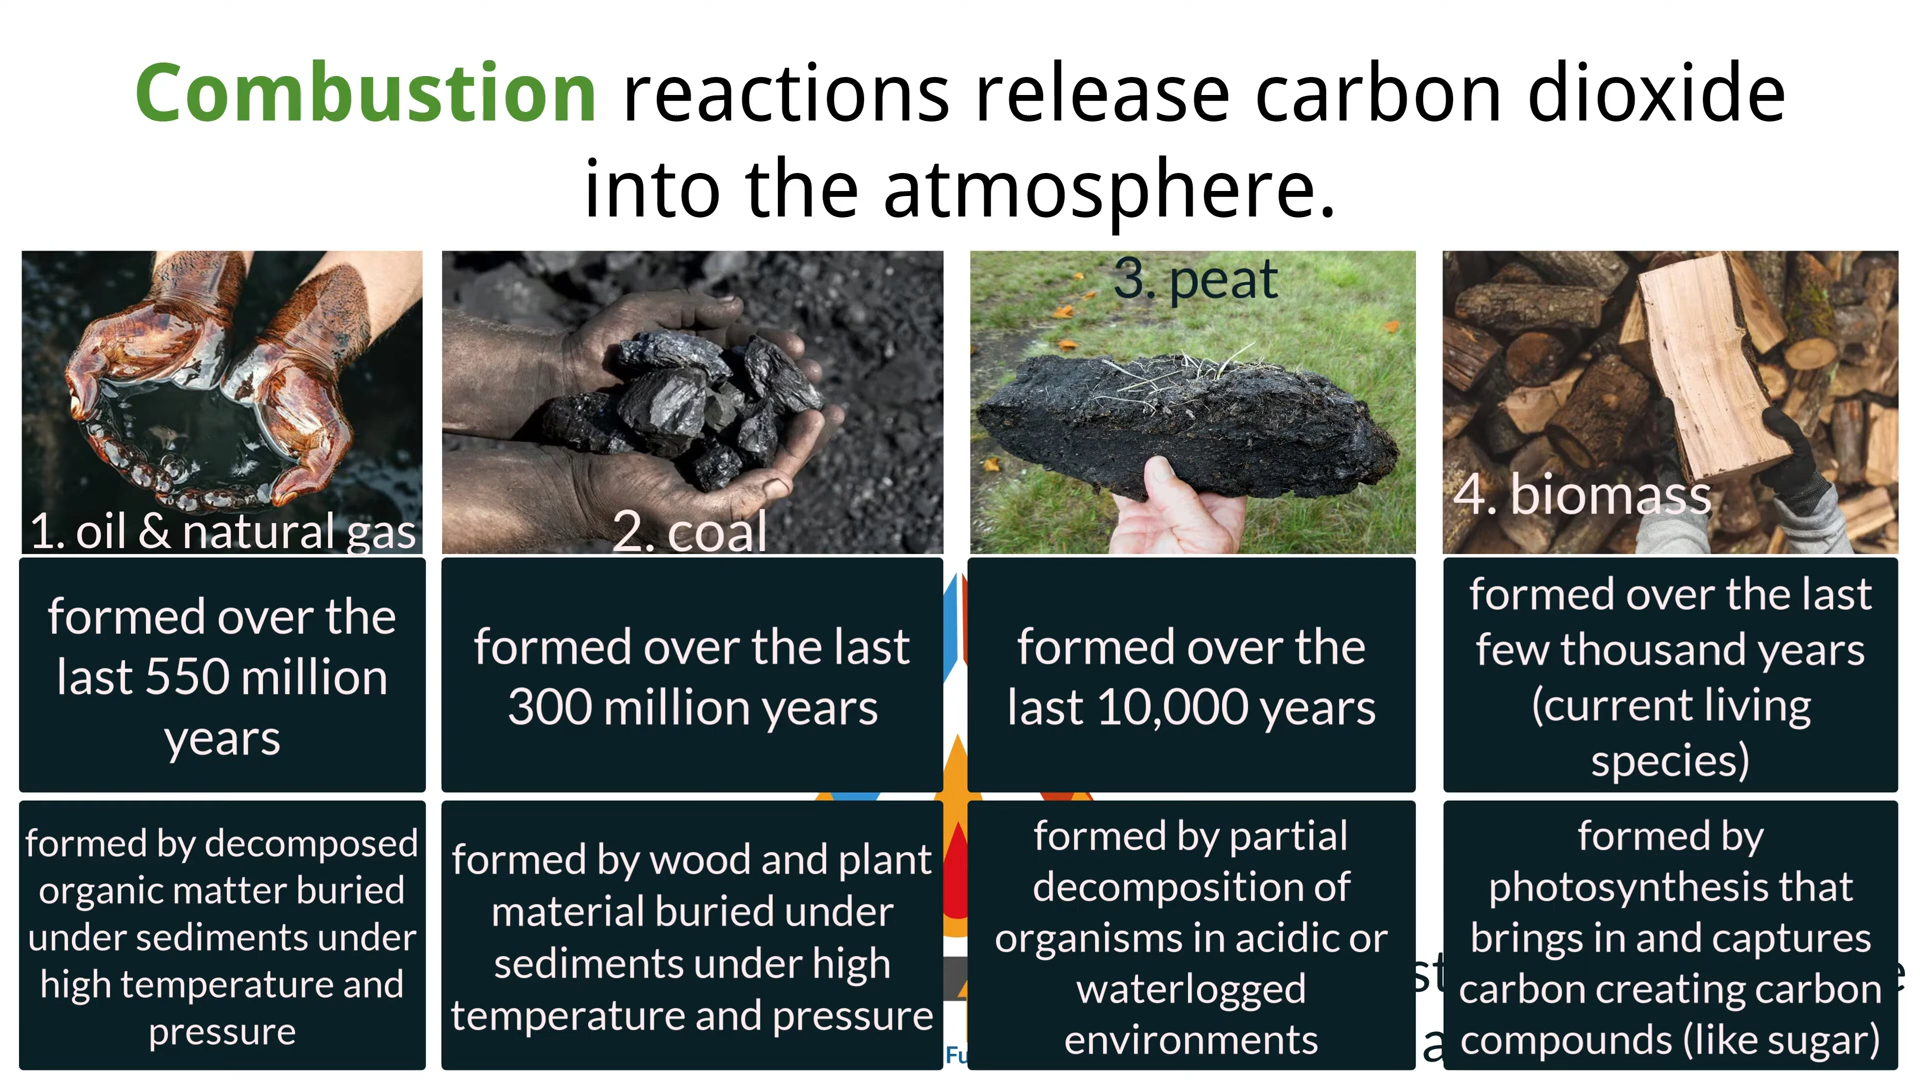 Combustion reactions release carbon dioxide
into the atmosphere.
1. oil & natural gas
2. coal
3. peat
4. biomass
formed over the
last 550 million
years
formed over the last
300 million years
formed over the
last 10,000 years
formed over the last
few thousand years
(current living
species)
formed by decomposed
organic matter buried
under sediments under
high temperature and
pressure
formed by wood and plant
material buried under
sediments under high
temperature and pressure
formed by partial
decomposition of
organisms in acidic or
waterlogged
environments
formed by
photosynthesis that
brings in and captures
carbon creating carbon
compounds (like sugar)